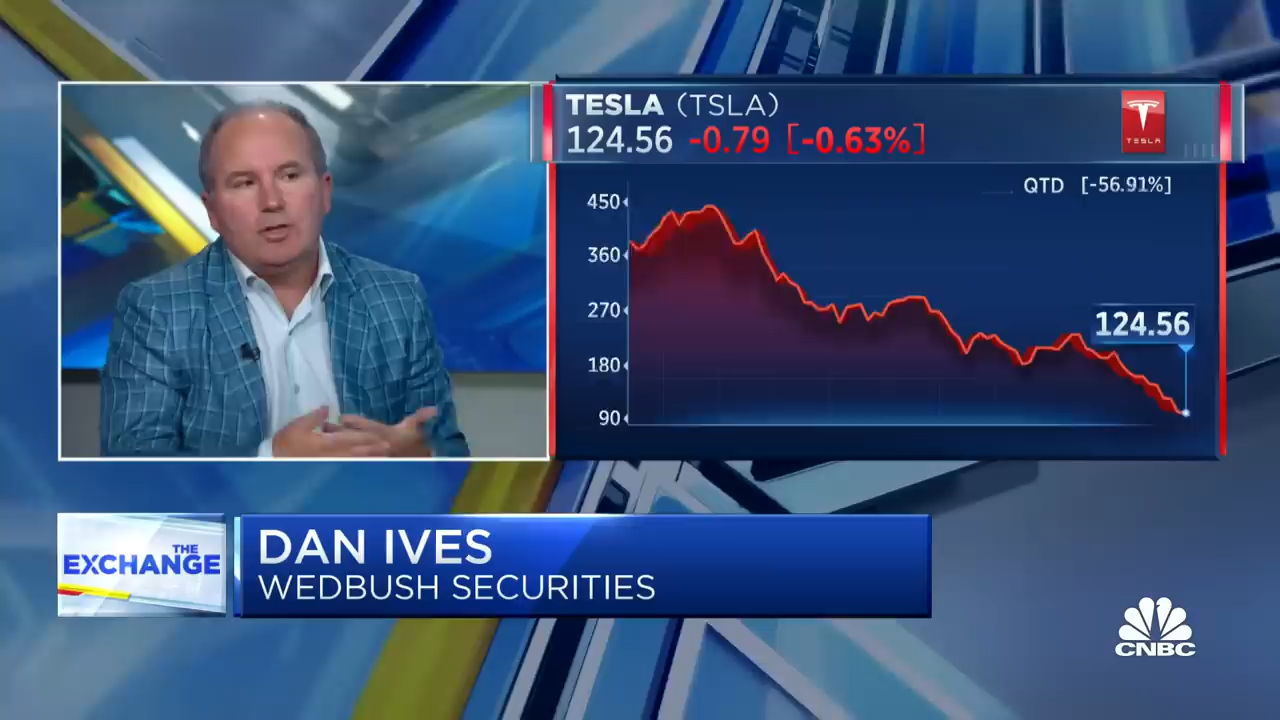 TESLA (TSLA)
124.56 -0.79 [-0.63%]
TESLA
QTD [-56.91%]
450
360
270
180
90
124.56
THE
EXCHANGE
DAN IVES
WEDBUSH SECURITIES
CNBC